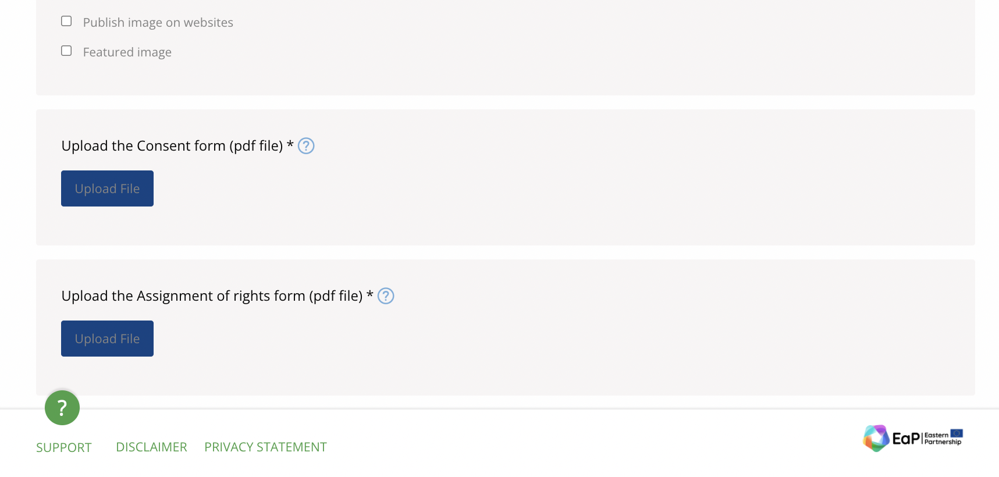 Publish image on websites
Featured image
Upload the Consent form (pdf file) * ?
Upload File
Upload the Assignment of rights form (pdf file) * ?
Upload File
?
SUPPORT DISCLAIMER PRIVACY STATEMENT
EaP Eastern
Partnership